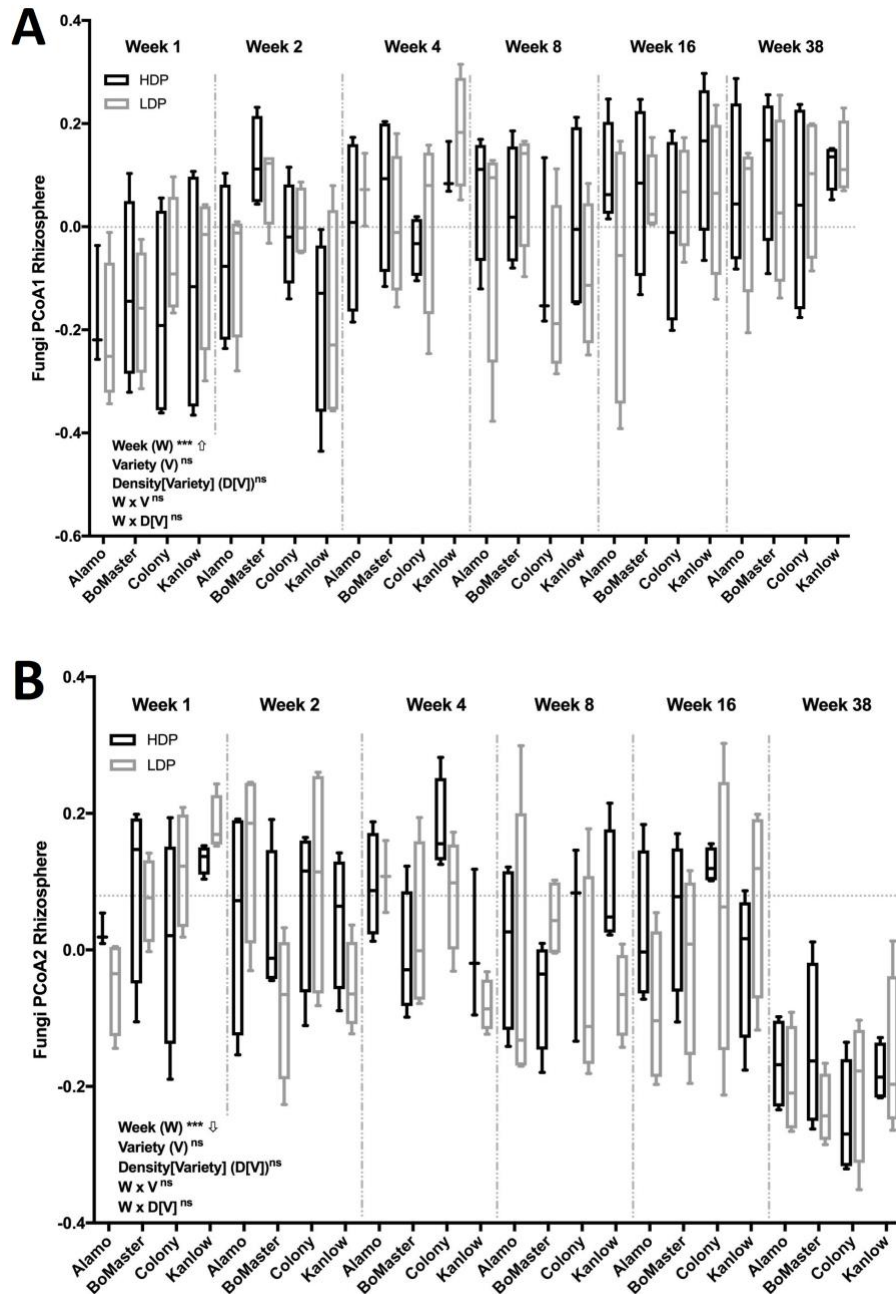 A
0.4
Week 1 Week 2 Week 4 Week 8 Week 16 Week 38
HDP
LDP
0.2
0.0
-0.2
-0.4
-0.6
Fungi PCoA1 Rhizosphere
Week (W) *** ⇧
Variety (V) ns
Density[Variety] (D[V]) ns
W x V ns
W x D[V] ns
Alamo BoMaster Colony Kanlow Alamo BoMaster Colony Kanlow Alamo BoMaster Colony Kanlow Alamo BoMaster Colony Kanlow Alamo BoMaster Colony Kanlow Alamo BoMaster Colony Kanlow
B
0.4
Week 1 Week 2 Week 4 Week 8 Week 16 Week 38
HDP
LDP
0.2
0.0
-0.2
-0.4
Fungi PCoA2 Rhizosphere
Week (W) *** ⇩
Variety (V) ns
Density[Variety] (D[V]) ns
W x V ns
W x D[V] ns
Alamo BoMaster Colony Kanlow Alamo BoMaster Colony Kanlow Alamo BoMaster Colony Kanlow Alamo BoMaster Colony Kanlow Alamo BoMaster Colony Kanlow Alamo BoMaster Colony Kanlow